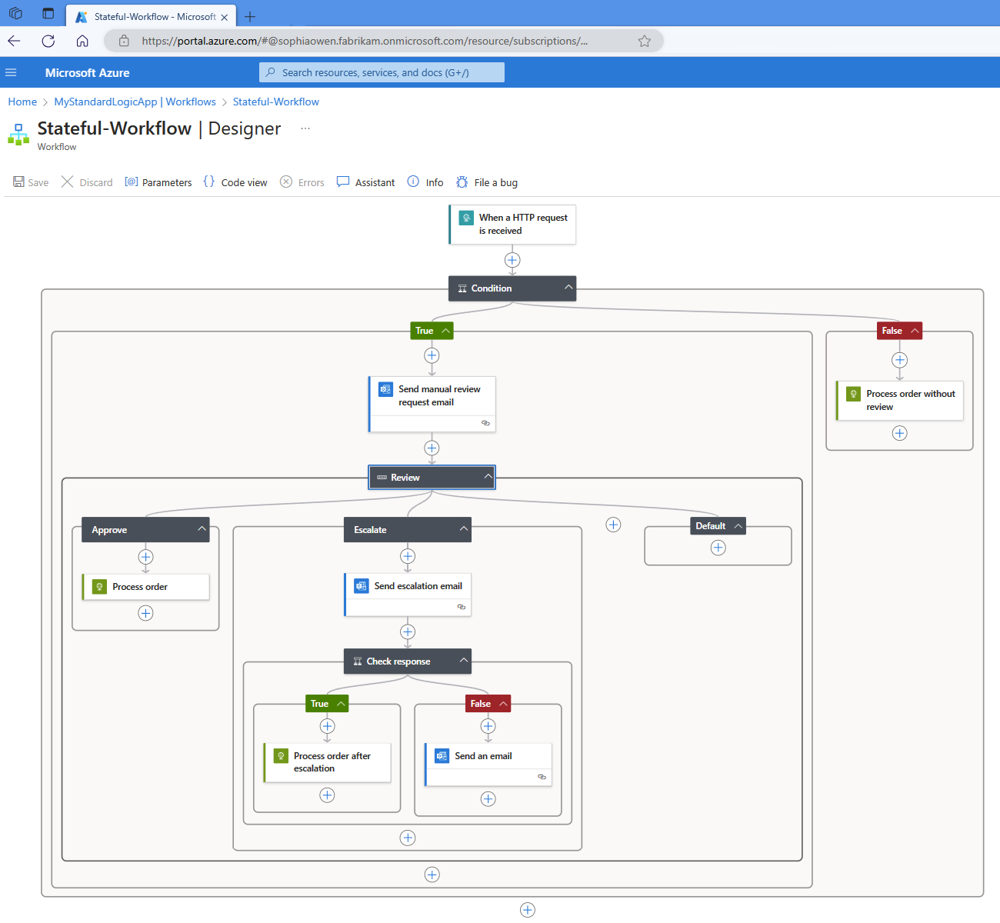 Stateful-Workflow - Microsoft
https://portal.azure.com/#@sophiaowen.fabrikam.onmicrosoft.com/resource/subscriptions/...
Microsoft Azure
Search resources, services, and docs (G+/)
Home > MyStandardLogicApp | Workflows > Stateful-Workflow
Stateful-Workflow | Designer ...
Workflow
Save Discard Parameters Code view Errors Assistant Info File a bug
When a HTTP request
is received
Condition
True
False
Send manual review
request email
Process order without
review
Review
Approve
Escalate
Default
Process order
Send escalation email
Check response
True
False
Process order after
escalation
Send an email